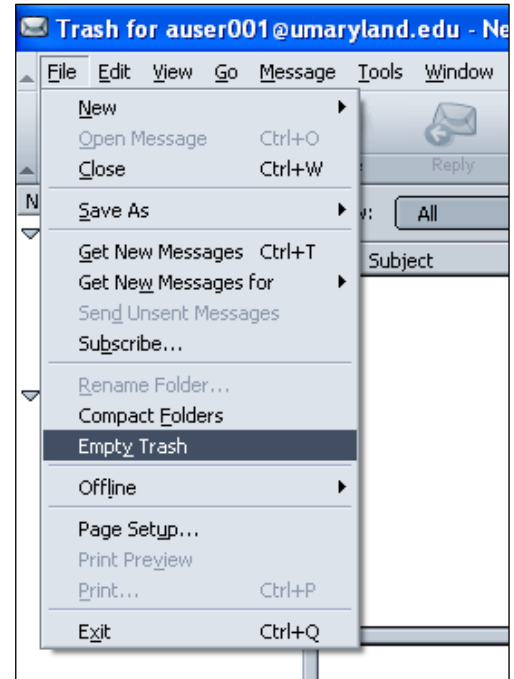 Trash for auser001@umaryland.edu - Ne
File Edit View Go Message Tools Window
New
Open Message Ctrl+O
Close Ctrl+W
Reply
N
Save As
All
Get New Messages Ctrl+T
Subject
Get New Messages for
Send Unsent Messages
Subscribe...
Rename Folder...
Compact Folders
Empty Trash
Offline
Page Setup...
Print Preview
Print... Ctrl+P
Exit Ctrl+Q